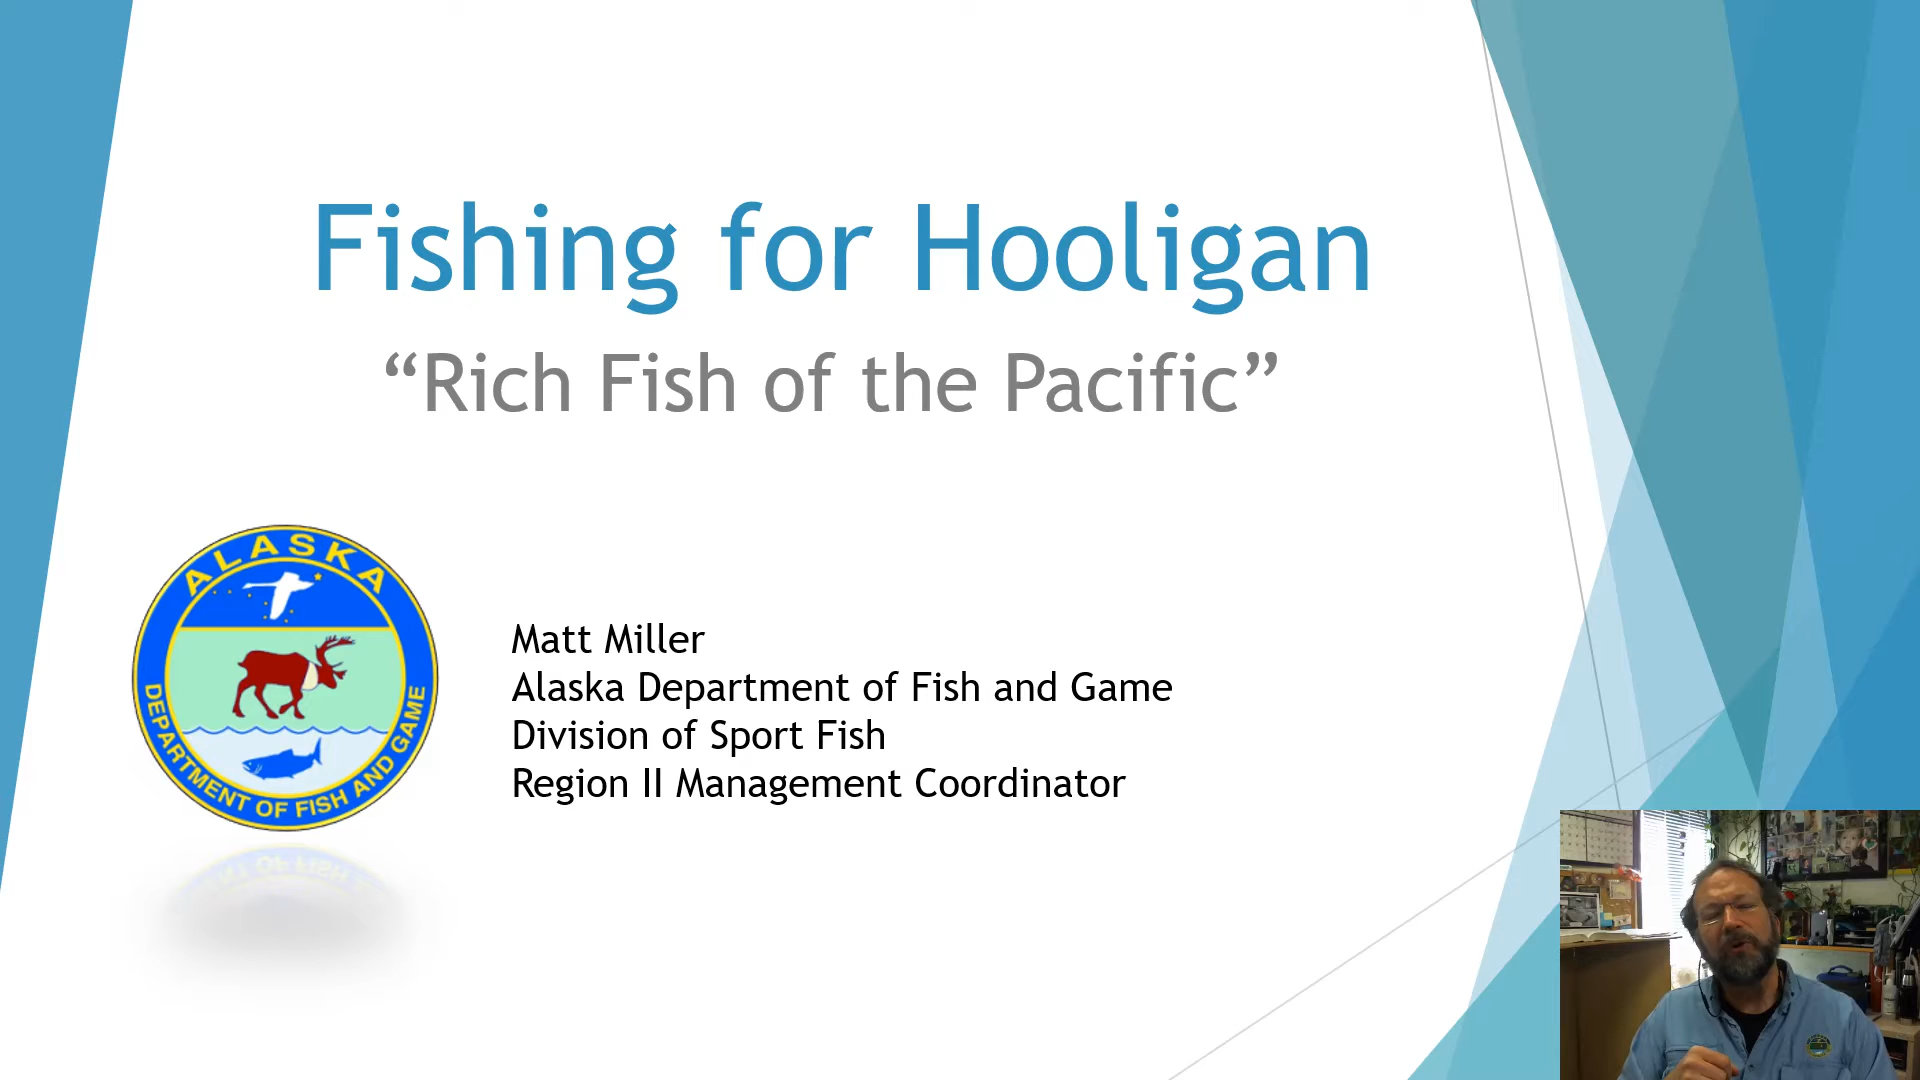 Fishing for Hooligan
“Rich Fish of the Pacific”
ALASKA
DEPARTMENT OF FISH AND GAME
Matt Miller
Alaska Department of Fish and Game
Division of Sport Fish
Region II Management Coordinator